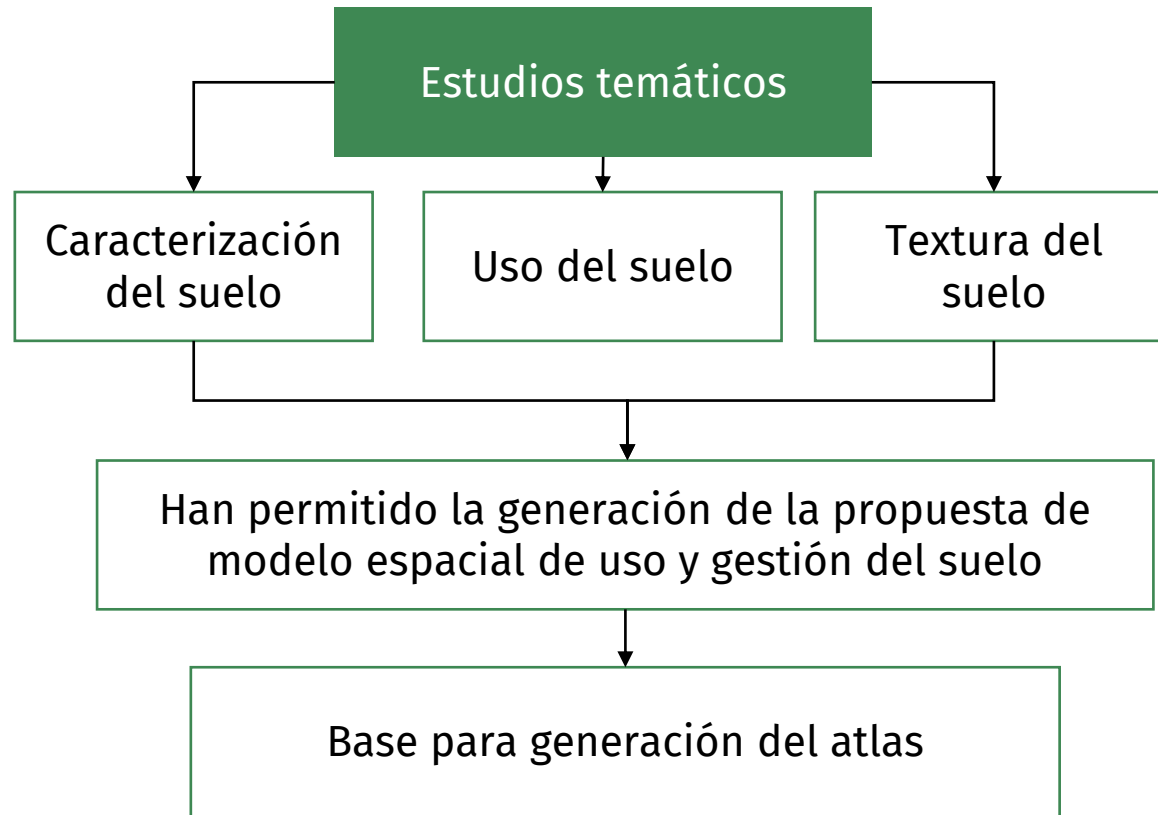 Estudios temáticos
Caracterización
del suelo
Uso del suelo
Textura del
suelo
Han permitido la generación de la propuesta de
modelo espacial de uso y gestión del suelo
Base para generación del atlas